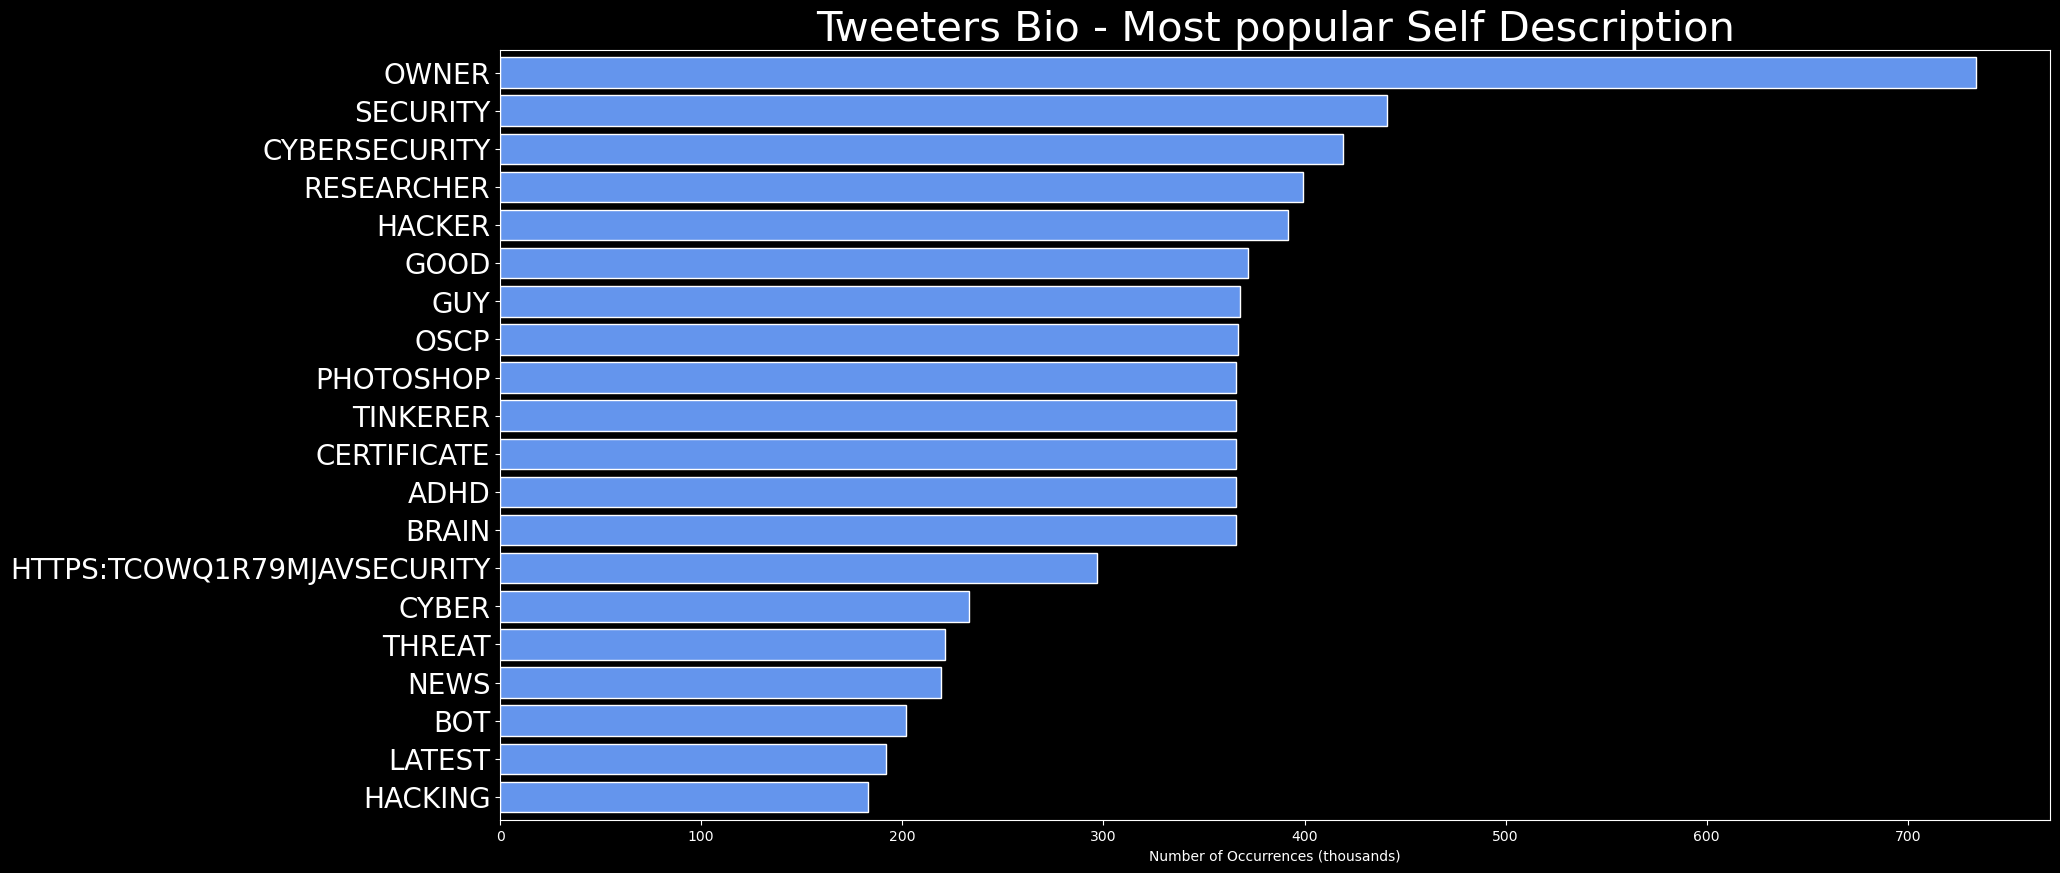 Tweeters Bio - Most popular Self Description
OWNER
SECURITY
CYBERSECURITY
RESEARCHER
HACKER
GOOD
GUY
OSCP
PHOTOSHOP
TINKERER
CERTIFICATE
ADHD
BRAIN
HTTPS:TCOWQ1R79MJAVSECURITY
CYBER
THREAT
NEWS
BOT
LATEST
HACKING
0 100 200 300 400 500 600 700
Number of Occurrences (thousands)